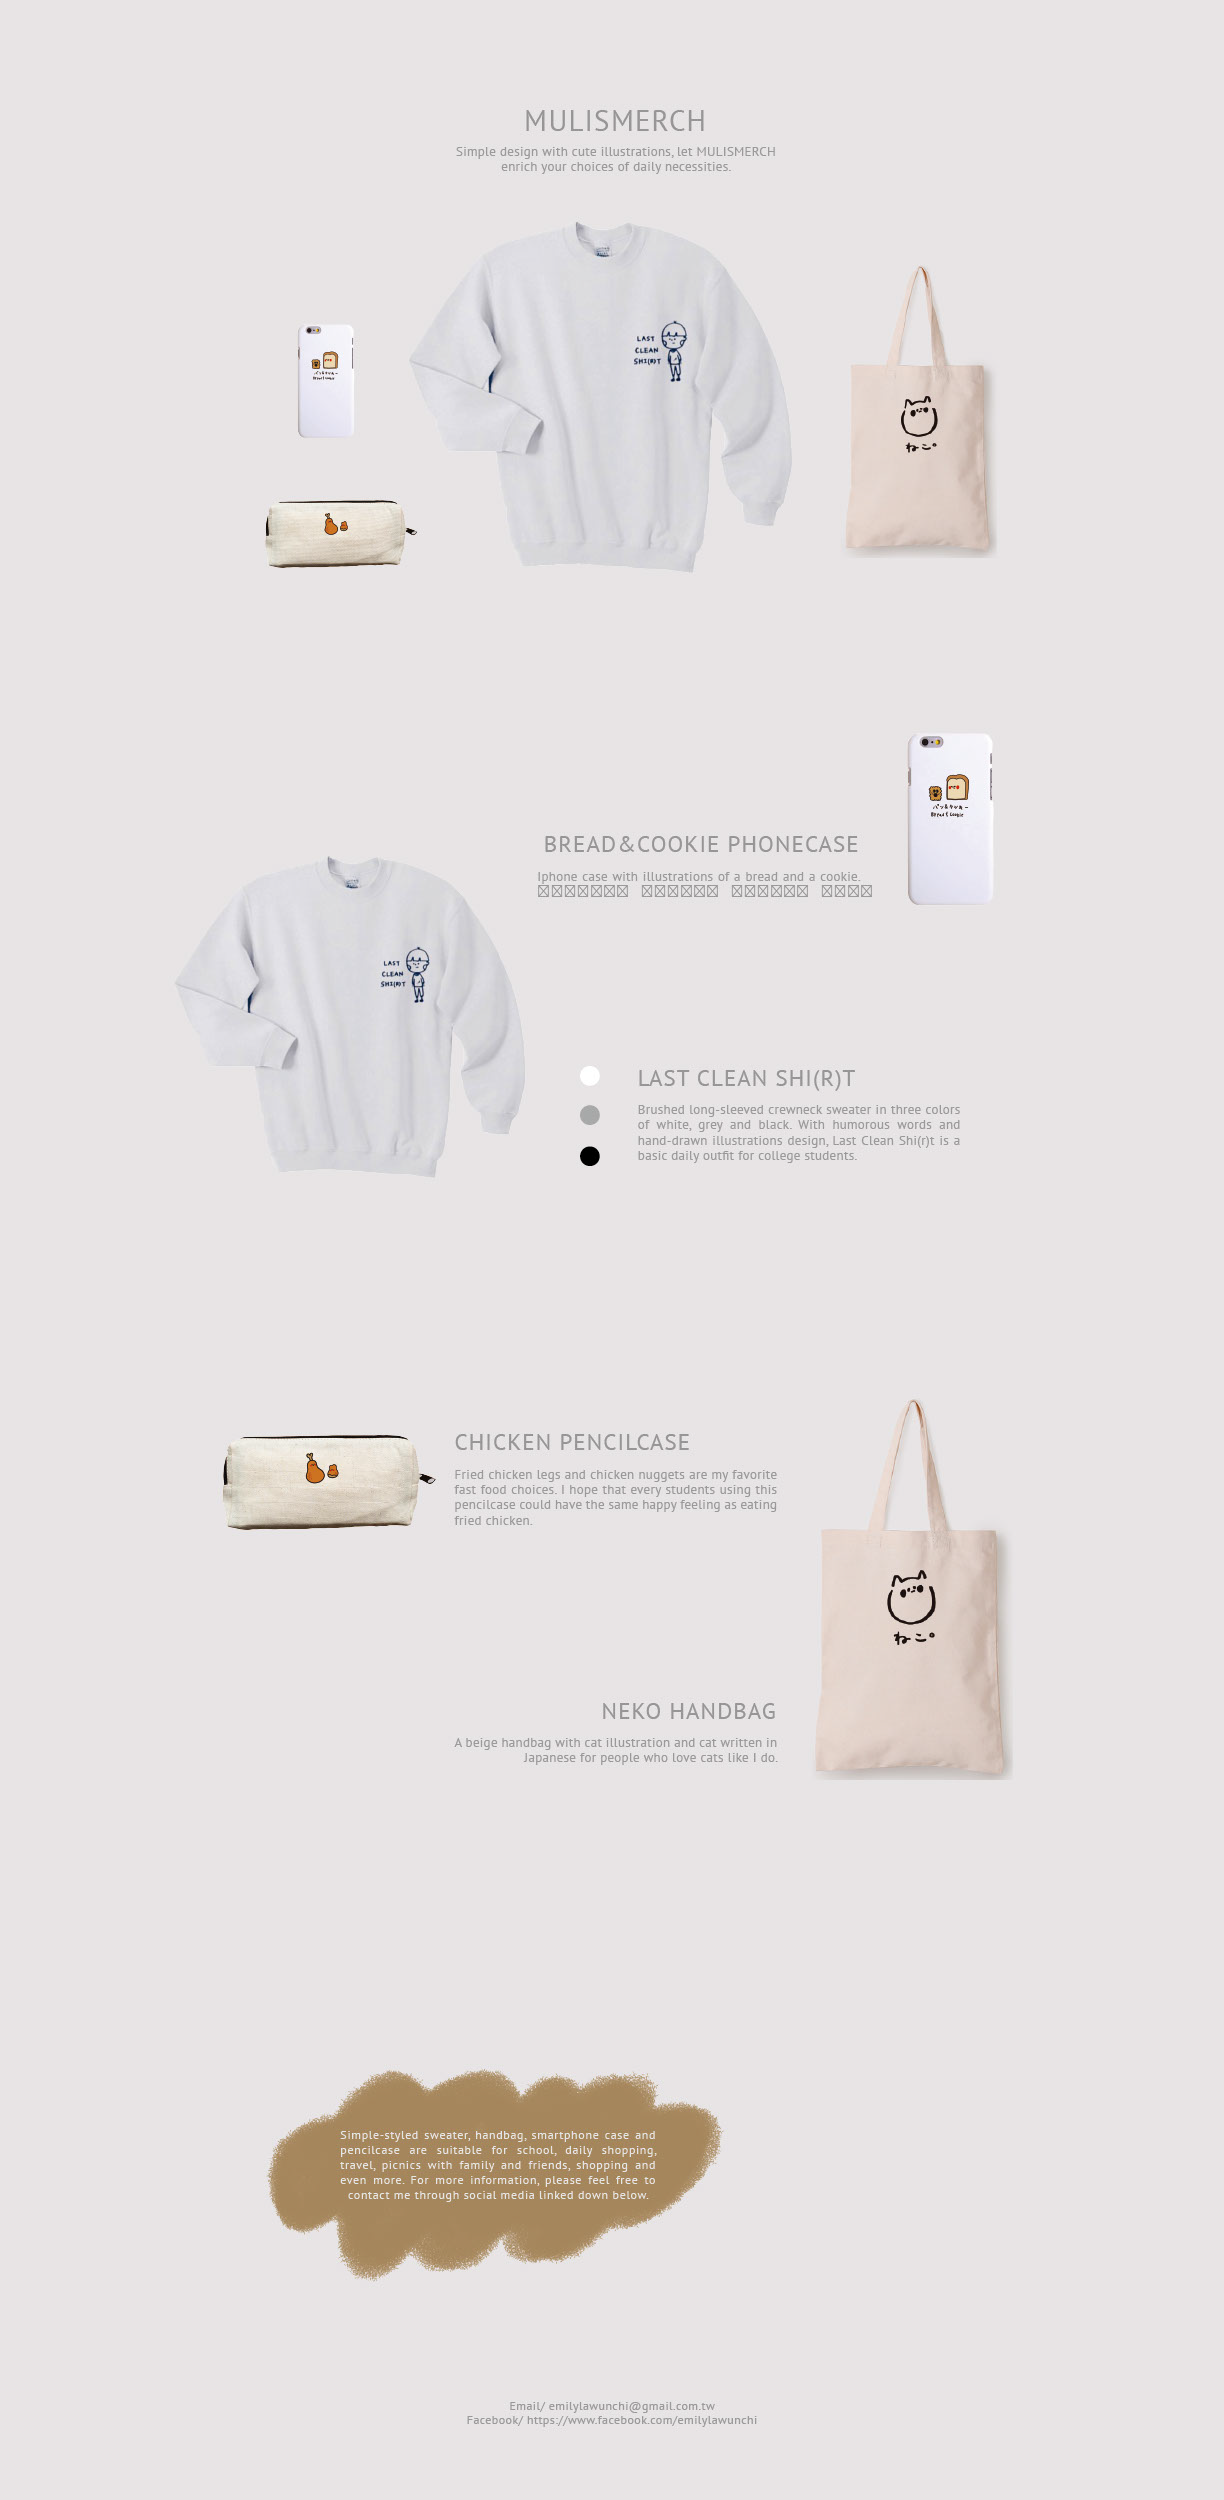 MULISMERCH
Simple design with cute illustrations, let MULISMERCH
enrich your choices of daily necessities.
LAST
CLEAN
SHI(R)T
パン&クッキー
Bread & Cookie
ねこ。
BREAD&COOKIE PHONECASE
Iphone case with illustrations of a bread and a cookie.
パン&クッキー
Bread & Cookie
LAST
CLEAN
SHI(R)T
LAST CLEAN SHI(R)T
Brushed long-sleeved crewneck sweater in three colors
of white, grey and black. With humorous words and
hand-drawn illustrations design, Last Clean Shi(r)t is a
basic daily outfit for college students.
CHICKEN PENCILCASE
Fried chicken legs and chicken nuggets are my favorite
fast food choices. I hope that every students using this
pencilcase could have the same happy feeling as eating
fried chicken.
ねこ。
NEKO HANDBAG
A beige handbag with cat illustration and cat written in
Japanese for people who love cats like I do.
Simple-styled sweater, handbag, smartphone case and
pencilcase are suitable for school, daily shopping,
travel, picnics with family and friends, shopping and
even more. For more information, please feel free to
contact me through social media linked down below.
Email/ emilylawunchi@gmail.com.tw
Facebook/ https://www.facebook.com/emilylawunchi